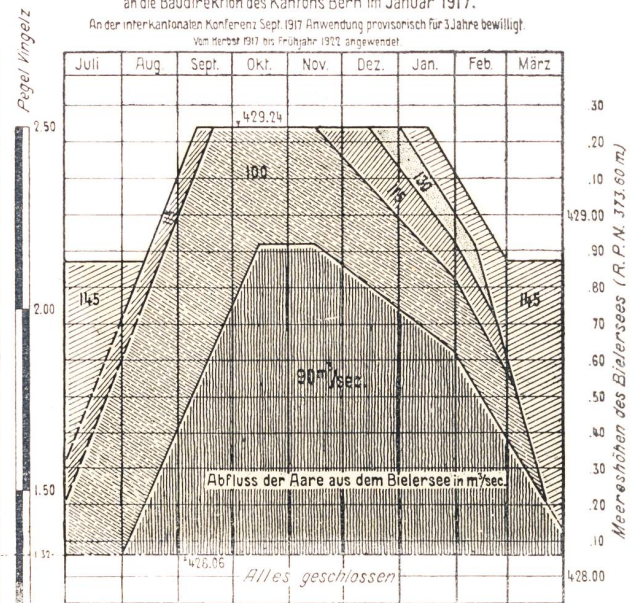 an die Baudirektion des Kantons Bern im Januar 1917.
An der interkantonalen Konferenz Sept. 1917 Anwendung provisorisch für 3 Jahre bewilligt.
Vom Herbst 1917 bis Frühjahr 1922 angewendet.
Juli Aug. Sept. Okt. Nov. Dez. Jan. Feb. März
Pegel Vingelz
2.50
2.00
1.50
1.32
429.24
100
115
130
145
145
90 m³/sec.
Abfluss der Aare aus dem Bielersee in m³/sec.
428.06
Alles geschlossen
.30
.20
.10
429.00
.90
.80
.70
.60
.50
.40
.30
.20
.10
428.00
Meereshöhen des Bielersees (R.P.N. 373.60 m)